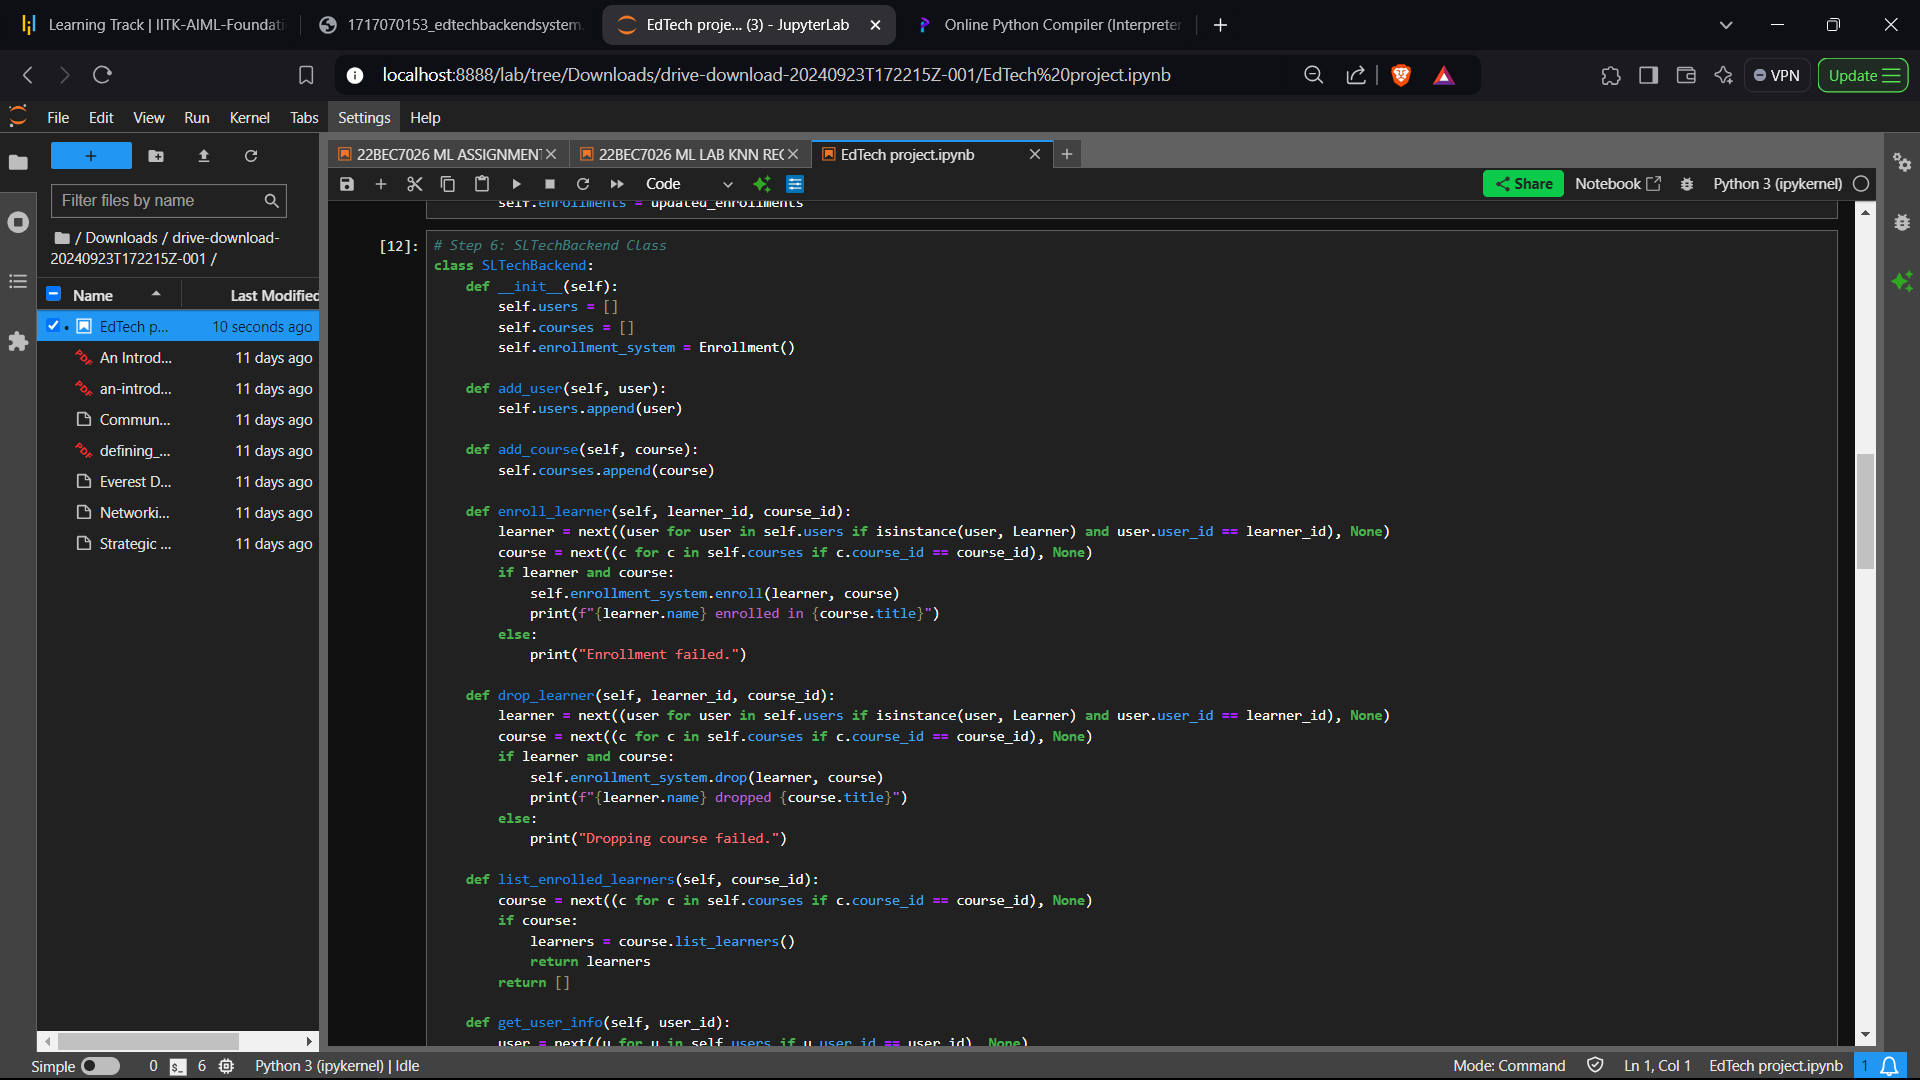 Learning Track | IITK-AIML-Foundati
1717070153_edtechbackendsystem.
EdTech proje... (3) - JupyterLab
Online Python Compiler (Interpreter
localhost:8888/lab/tree/Downloads/drive-download-20240923T172215Z-001/EdTech%20project.ipynb
VPN
Update
File Edit View Run Kernel Tabs Settings Help
22BEC7026 ML ASSIGNMENT
22BEC7026 ML LAB KNN REC
EdTech project.ipynb
Code
Share
Notebook
Python 3 (ipykernel)
Filter files by name
/ Downloads / drive-download-
20240923T172215Z-001 /
Name Last Modified
EdTech p... 10 seconds ago
An Introd... 11 days ago
an-introd... 11 days ago
Commun... 11 days ago
defining_... 11 days ago
Everest D... 11 days ago
Networki... 11 days ago
Strategic ... 11 days ago
self.enrollments = updated_enrollments
[12]:
# Step 6: SLTechBackend Class
class SLTechBackend:
    def __init__(self):
        self.users = []
        self.courses = []
        self.enrollment_system = Enrollment()
    def add_user(self, user):
        self.users.append(user)
    def add_course(self, course):
        self.courses.append(course)
    def enroll_learner(self, learner_id, course_id):
        learner = next((user for user in self.users if isinstance(user, Learner) and user.user_id == learner_id), None)
        course = next((c for c in self.courses if c.course_id == course_id), None)
        if learner and course:
            self.enrollment_system.enroll(learner, course)
            print(f"{learner.name} enrolled in {course.title}")
        else:
            print("Enrollment failed.")
    def drop_learner(self, learner_id, course_id):
        learner = next((user for user in self.users if isinstance(user, Learner) and user.user_id == learner_id), None)
        course = next((c for c in self.courses if c.course_id == course_id), None)
        if learner and course:
            self.enrollment_system.drop(learner, course)
            print(f"{learner.name} dropped {course.title}")
        else:
            print("Dropping course failed.")
    def list_enrolled_learners(self, course_id):
        course = next((c for c in self.courses if c.course_id == course_id), None)
        if course:
            learners = course.list_learners()
            return learners
        return []
    def get_user_info(self, user_id):
        user = next((u for u in self.users if u.user_id == user_id), None)
Simple 0 6 Python 3 (ipykernel) | Idle
Mode: Command Ln 1, Col 1 EdTech project.ipynb 1